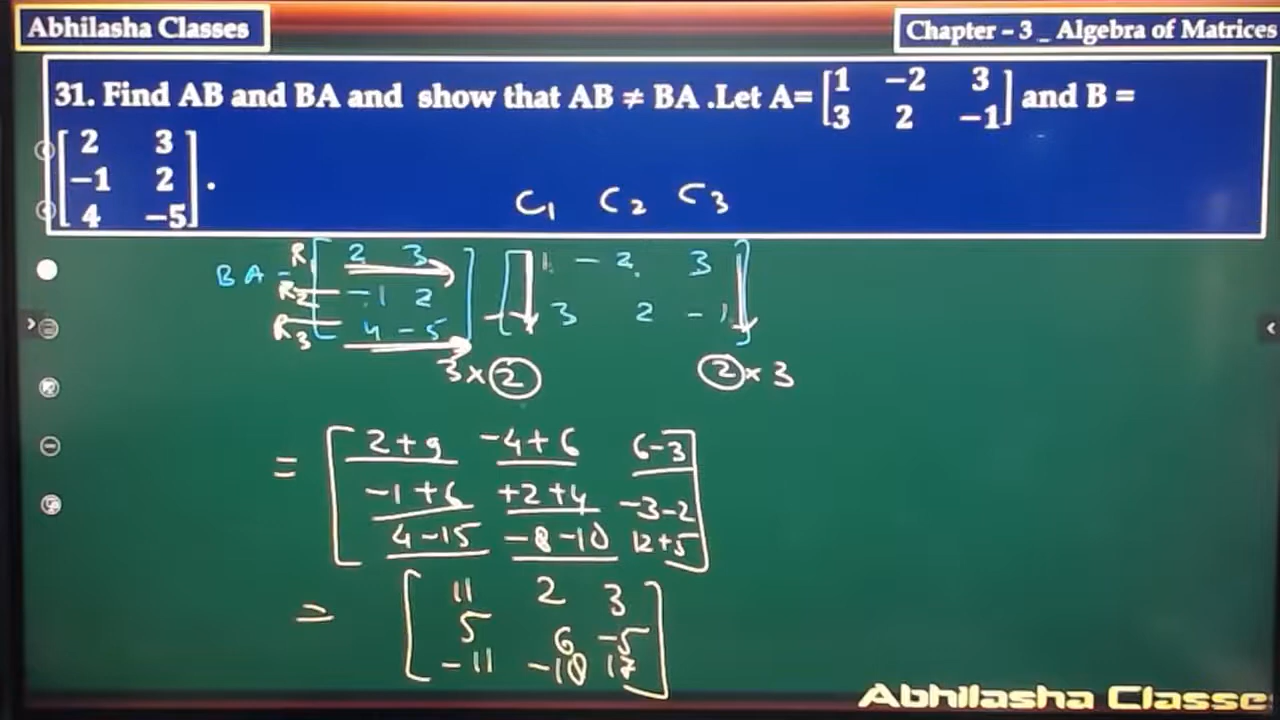 Abhilasha Classes
Chapter – 3 _ Algebra of Matrices
31. Find AB and BA and show that AB ≠ BA .Let A= [1 −2 3] and B =
[3 2 −1]
[2 3]
[−1 2] .
[4 −5]
C1 C2 C3
BA = R1 [2 3] [1 -2 3]
R2 [-1 2] [3 2 -1]
R3 [4 -5]
3×2 2×3
= [2+9 -4+6 6-3]
[-1+6 +2+4 -3-2]
[4-15 -8-10 12+5]
= [11 2 3]
[5 6 -5]
[-11 -18 17]
Abhilasha Classe